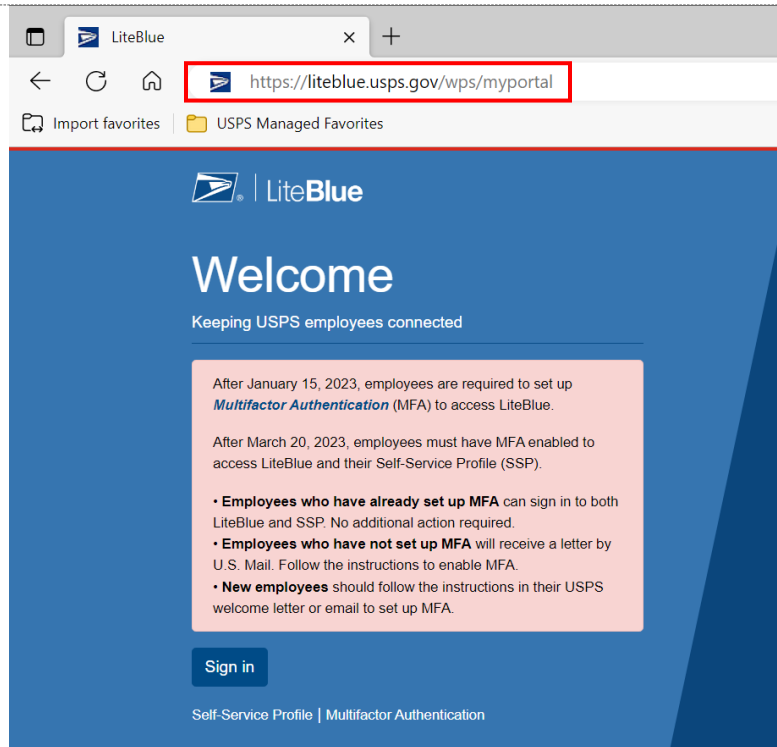 LiteBlue
https://liteblue.usps.gov/wps/myportal
Import favorites
USPS Managed Favorites
® LiteBlue
Welcome
Keeping USPS employees connected
After January 15, 2023, employees are required to set up
Multifactor Authentication (MFA) to access LiteBlue.
After March 20, 2023, employees must have MFA enabled to
access LiteBlue and their Self-Service Profile (SSP).
• Employees who have already set up MFA can sign in to both
LiteBlue and SSP. No additional action required.
• Employees who have not set up MFA will receive a letter by
U.S. Mail. Follow the instructions to enable MFA.
• New employees should follow the instructions in their USPS
welcome letter or email to set up MFA.
Sign in
Self-Service Profile | Multifactor Authentication